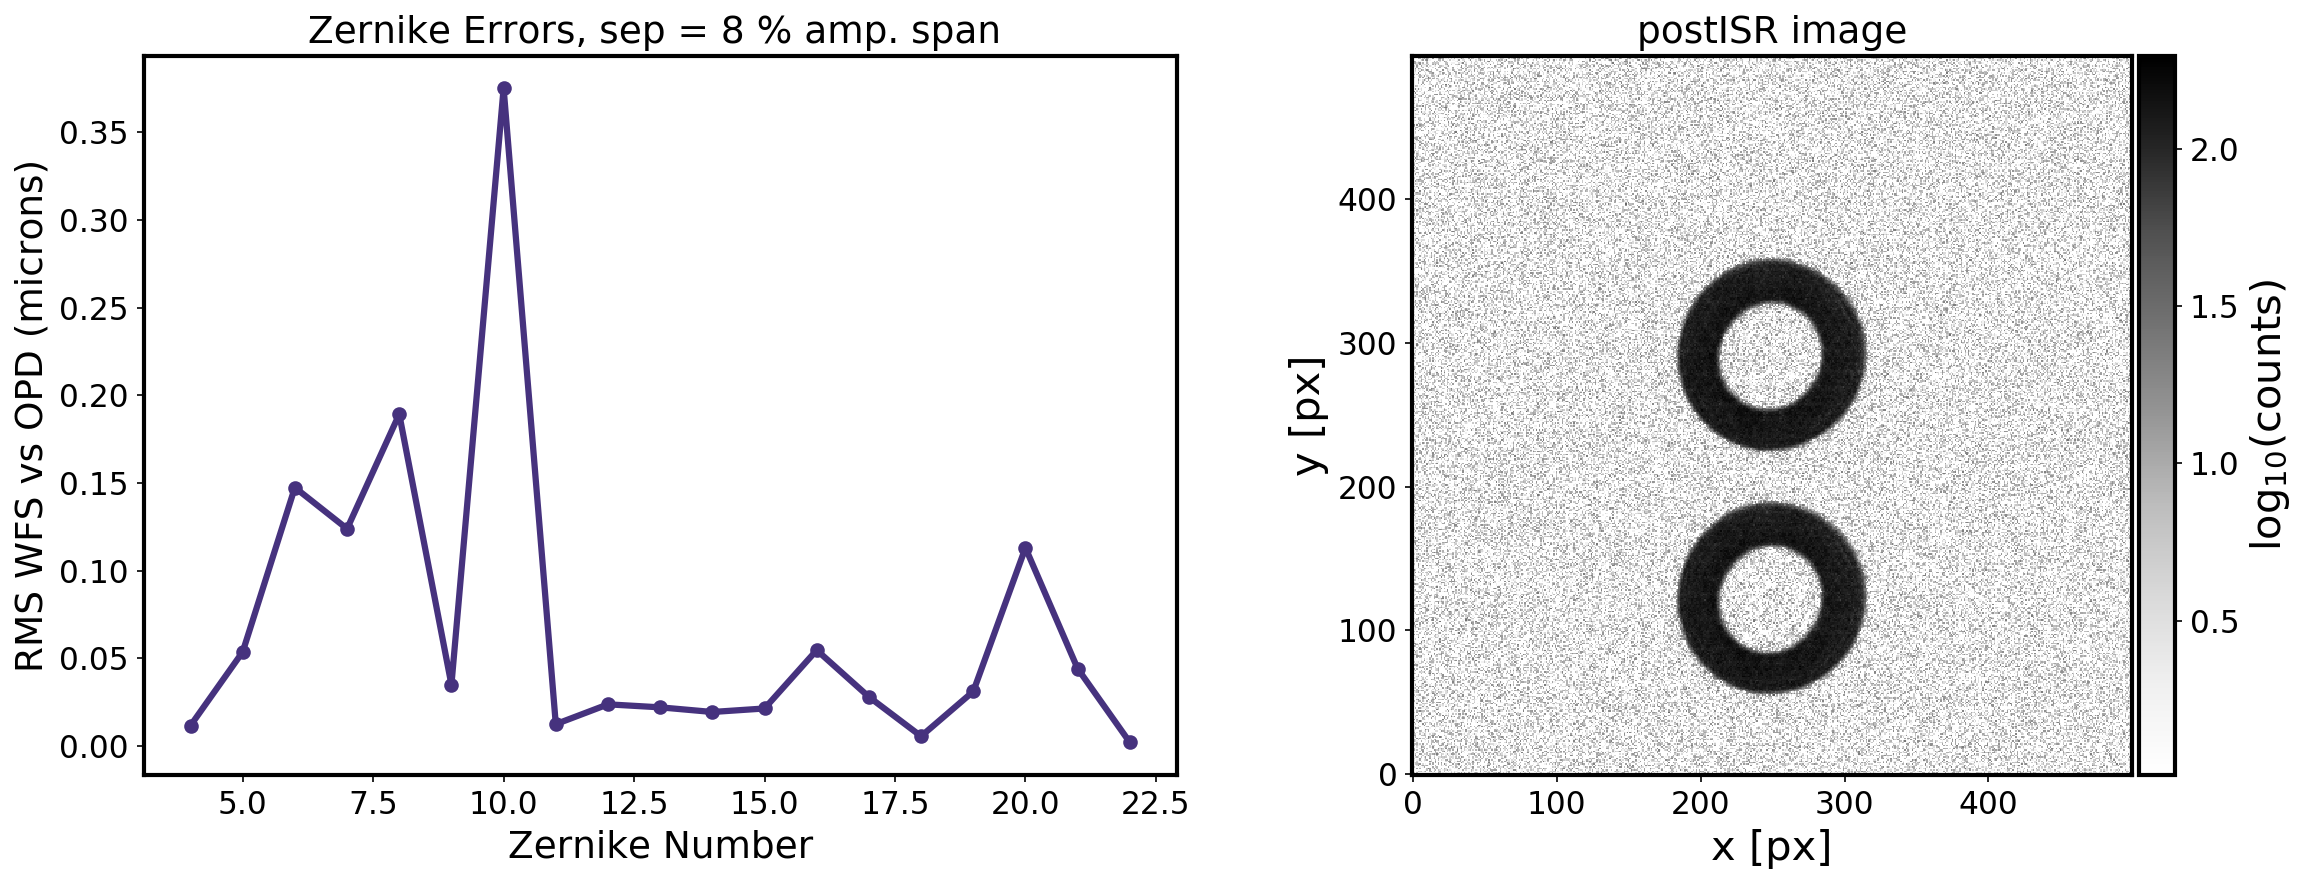 Zernike Errors, sep = 8 % amp. span
RMS WFS vs OPD (microns)
0.35
0.30
0.25
0.20
0.15
0.10
0.05
0.00
5.0 7.5 10.0 12.5 15.0 17.5 20.0 22.5
Zernike Number
postISR image
y [px]
400
300
200
100
0
0 100 200 300 400
x [px]
2.0
1.5
1.0
0.5
log₁₀(counts)